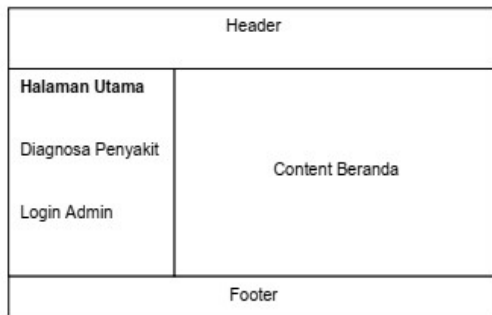 Header
Halaman Utama
Diagnosa Penyakit
Login Admin
Content Beranda
Footer